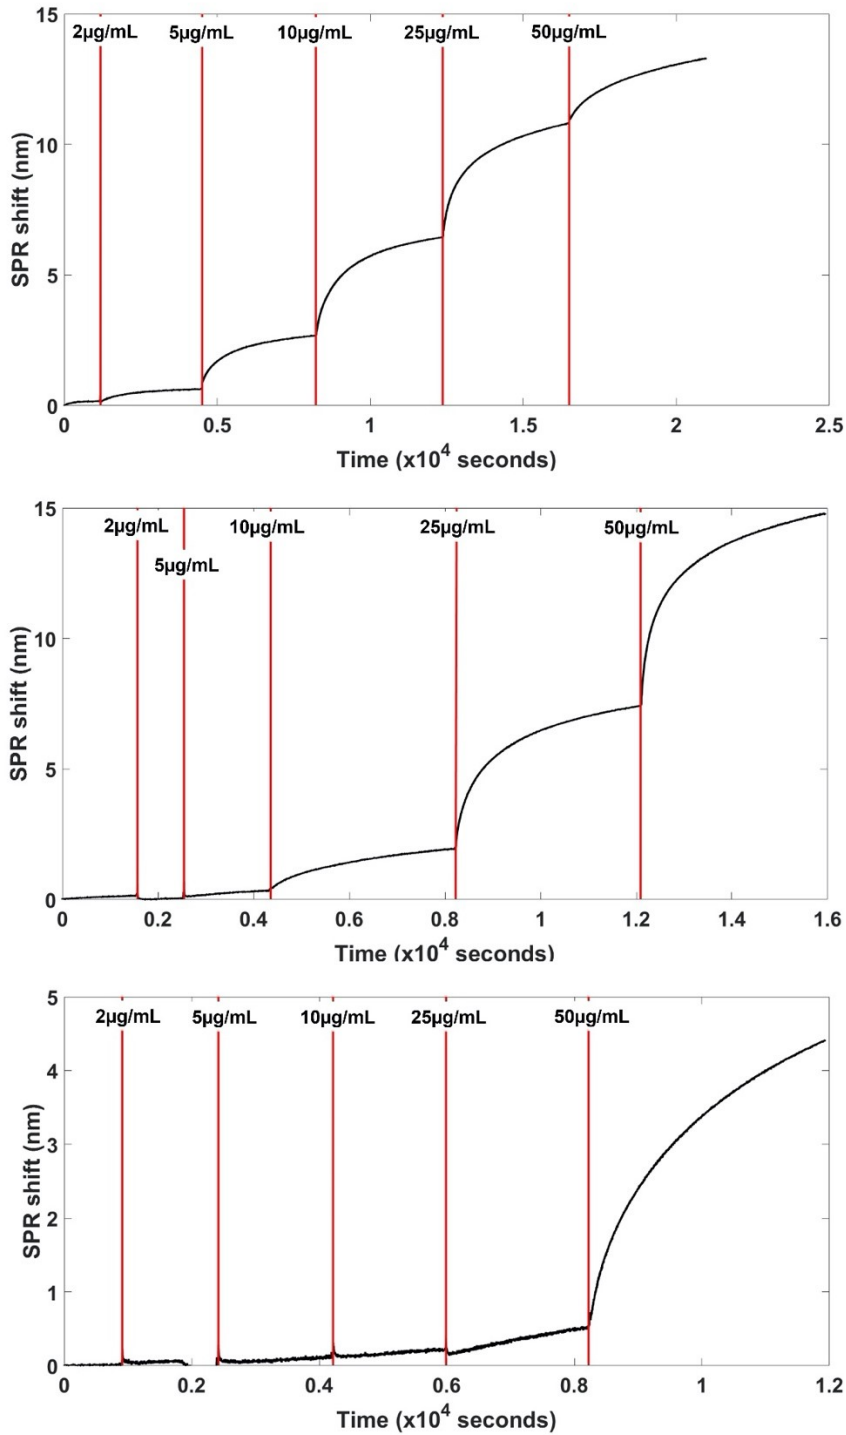 15
2µg/mL 5µg/mL 10µg/mL 25µg/mL 50µg/mL
10
SPR shift (nm)
5
0
0 0.5 1 1.5 2 2.5
Time (x10⁴ seconds)
15
2µg/mL 10µg/mL 25µg/mL 50µg/mL
5µg/mL
10
SPR shift (nm)
5
0
0 0.2 0.4 0.6 0.8 1 1.2 1.4 1.6
Time (x10⁴ seconds)
5
2µg/mL 5µg/mL 10µg/mL 25µg/mL 50µg/mL
4
3
SPR shift (nm)
2
1
0
0 0.2 0.4 0.6 0.8 1 1.2
Time (x10⁴ seconds)